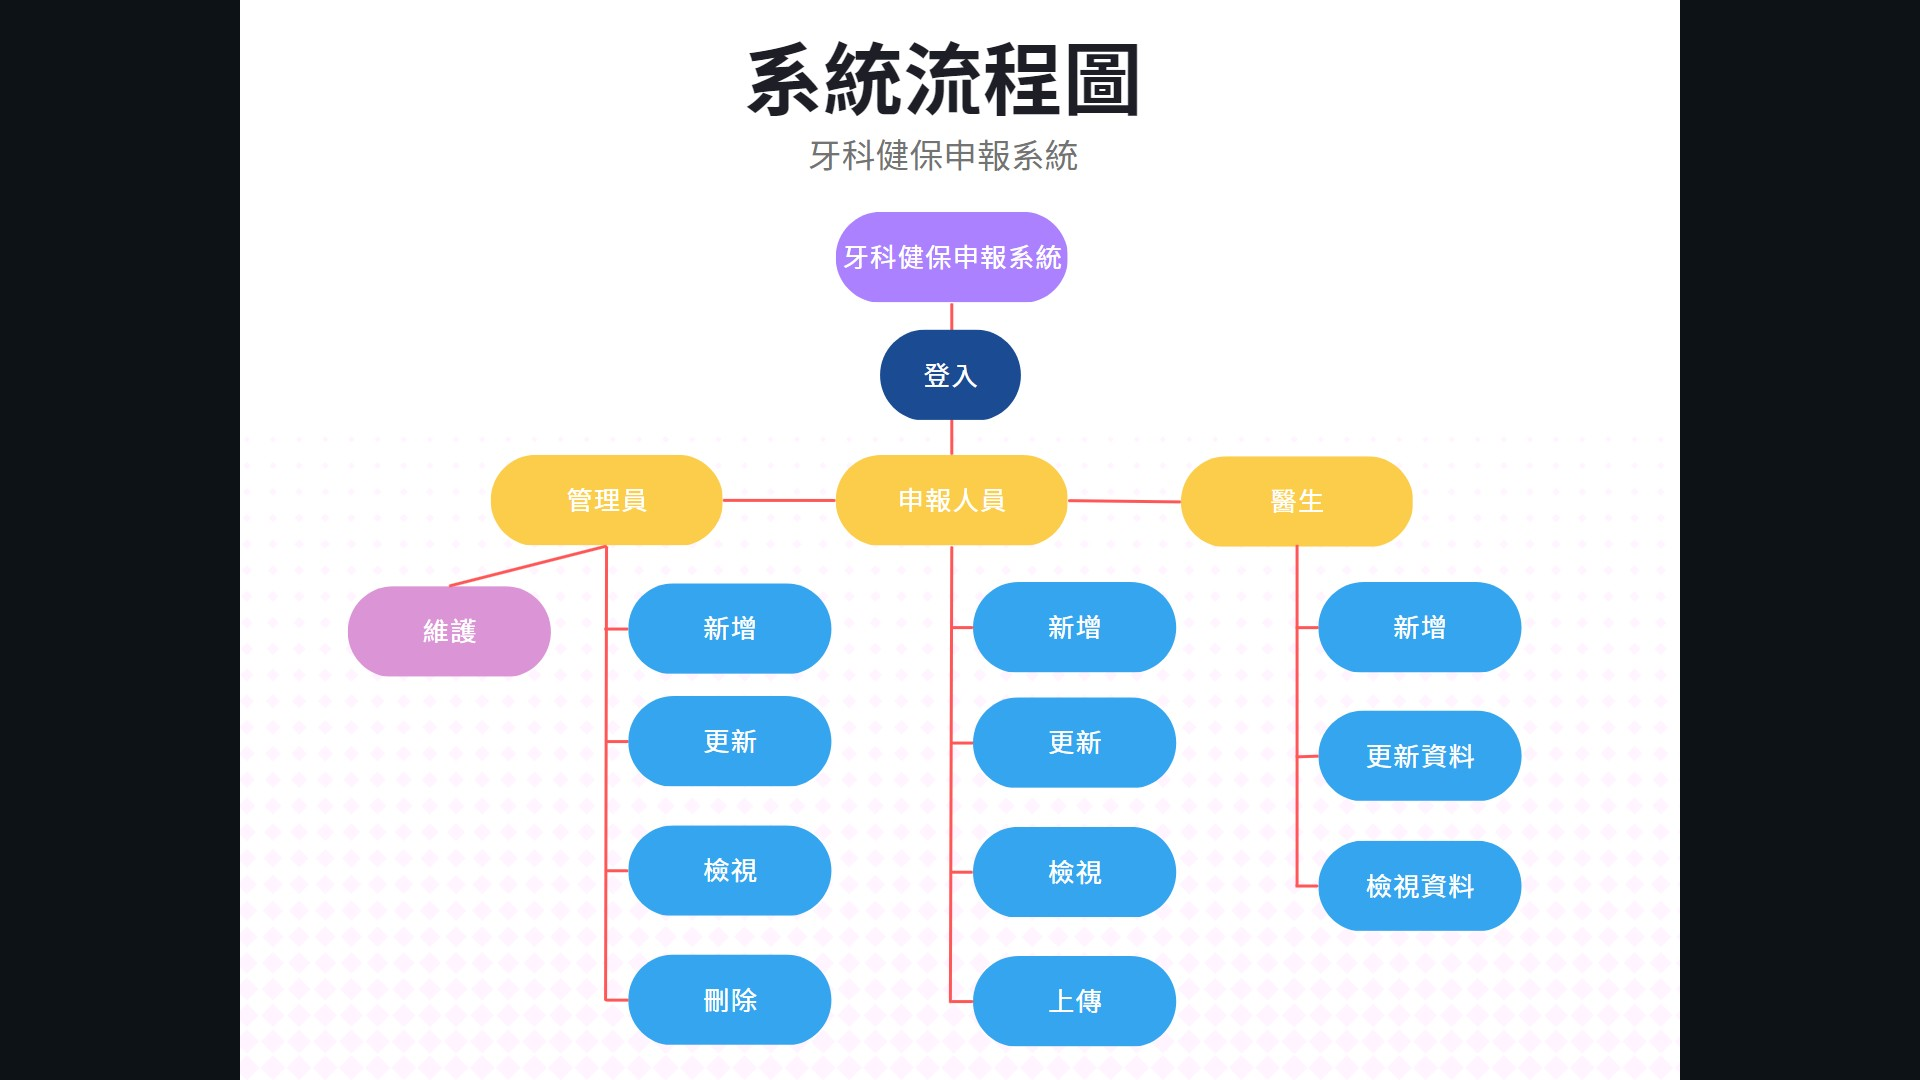 系統流程圖
牙科健保申報系統
牙科健保申報系統
登入
管理員
申報人員
醫生
維護
新增
更新
檢視
刪除
新增
更新
檢視
上傳
新增
更新資料
檢視資料